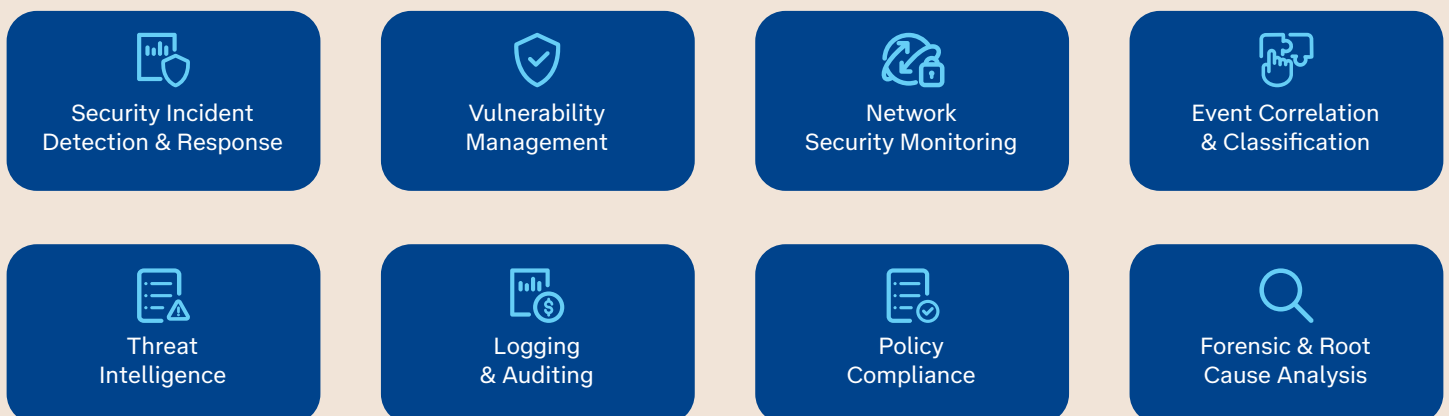 Security Incident
Detection & Response
Vulnerability
Management
Network
Security Monitoring
Event Correlation
& Classification
Threat
Intelligence
Logging
& Auditing
Policy
Compliance
Forensic & Root
Cause Analysis